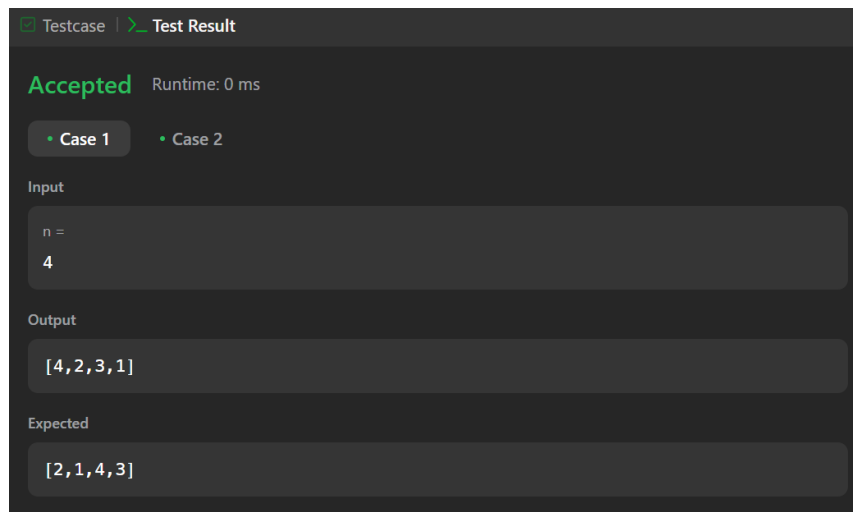 Testcase | >_ Test Result
Accepted Runtime: 0 ms
• Case 1 • Case 2
Input
n =
4
Output
[4,2,3,1]
Expected
[2,1,4,3]